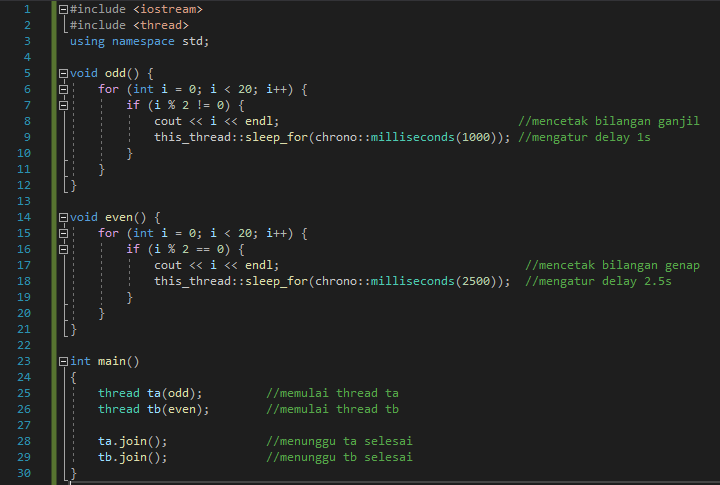 1 #include <iostream>
2 #include <thread>
3 using namespace std;
4
5 void odd() {
6     for (int i = 0; i < 20; i++) {
7         if (i % 2 != 0) {
8             cout << i << endl;                                  //mencetak bilangan ganjil
9             this_thread::sleep_for(chrono::milliseconds(1000)); //mengatur delay 1s
10         }
11     }
12 }
13
14 void even() {
15     for (int i = 0; i < 20; i++) {
16         if (i % 2 == 0) {
17             cout << i << endl;                                   //mencetak bilangan genap
18             this_thread::sleep_for(chrono::milliseconds(2500));  //mengatur delay 2.5s
19         }
20     }
21 }
22
23 int main()
24 {
25     thread ta(odd);         //memulai thread ta
26     thread tb(even);        //memulai thread tb
27
28     ta.join();              //menunggu ta selesai
29     tb.join();              //menunggu tb selesai
30 }